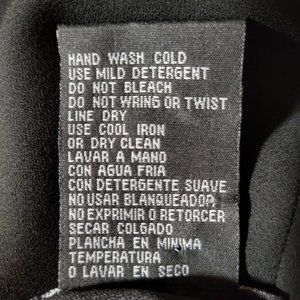 HAND WASH COLD
USE MILD DETERGENT
DO NOT BLEACH
DO NOT WRING OR TWIST
LINE DRY
USE COOL IRON
OR DRY CLEAN
LAVAR A MANO
CON AGUA FRIA
CON DETERGENTE SUAVE
NO USAR BLANQUEADOR
NO EXPRIMIR O RETORCER
SECAR COLGADO
PLANCHA EN MINIMA
TEMPERATURA
O LAVAR EN SECO